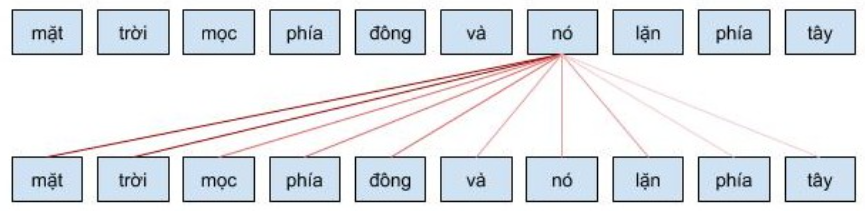 mặt trời mọc phía đông và nó lặn phía tây
mặt trời mọc phía đông và nó lặn phía tây